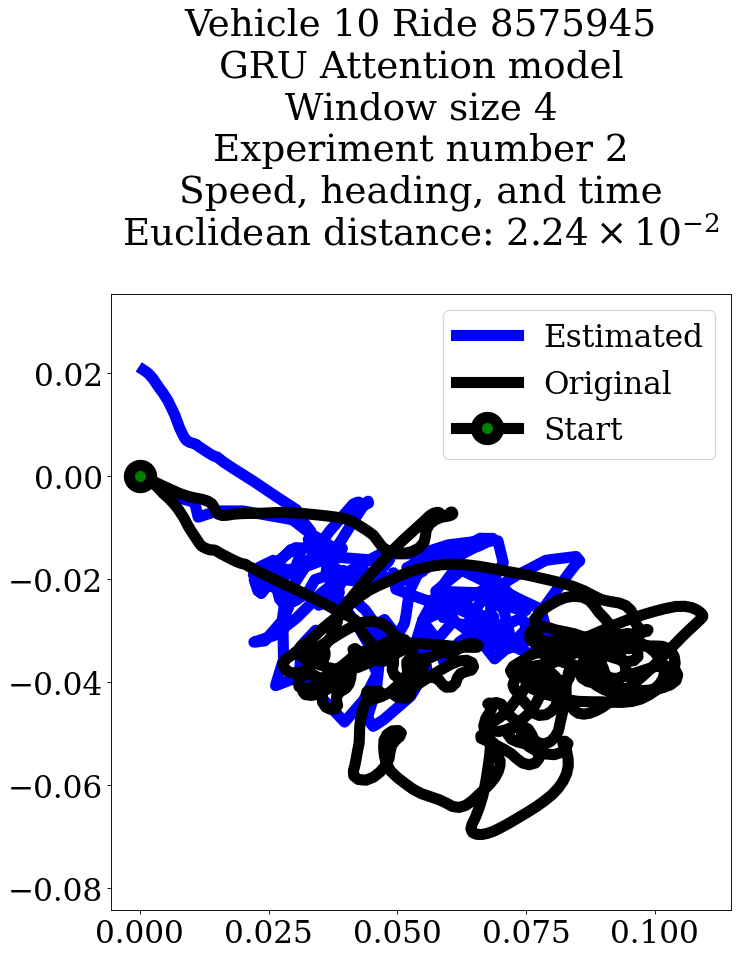 Vehicle 10 Ride 8575945
GRU Attention model
Window size 4
Experiment number 2
Speed, heading, and time
Euclidean distance: 2.24 × 10⁻²
Estimated
Original
Start
0.02
0.00
−0.02
−0.04
−0.06
−0.08
0.000 0.025 0.050 0.075 0.100